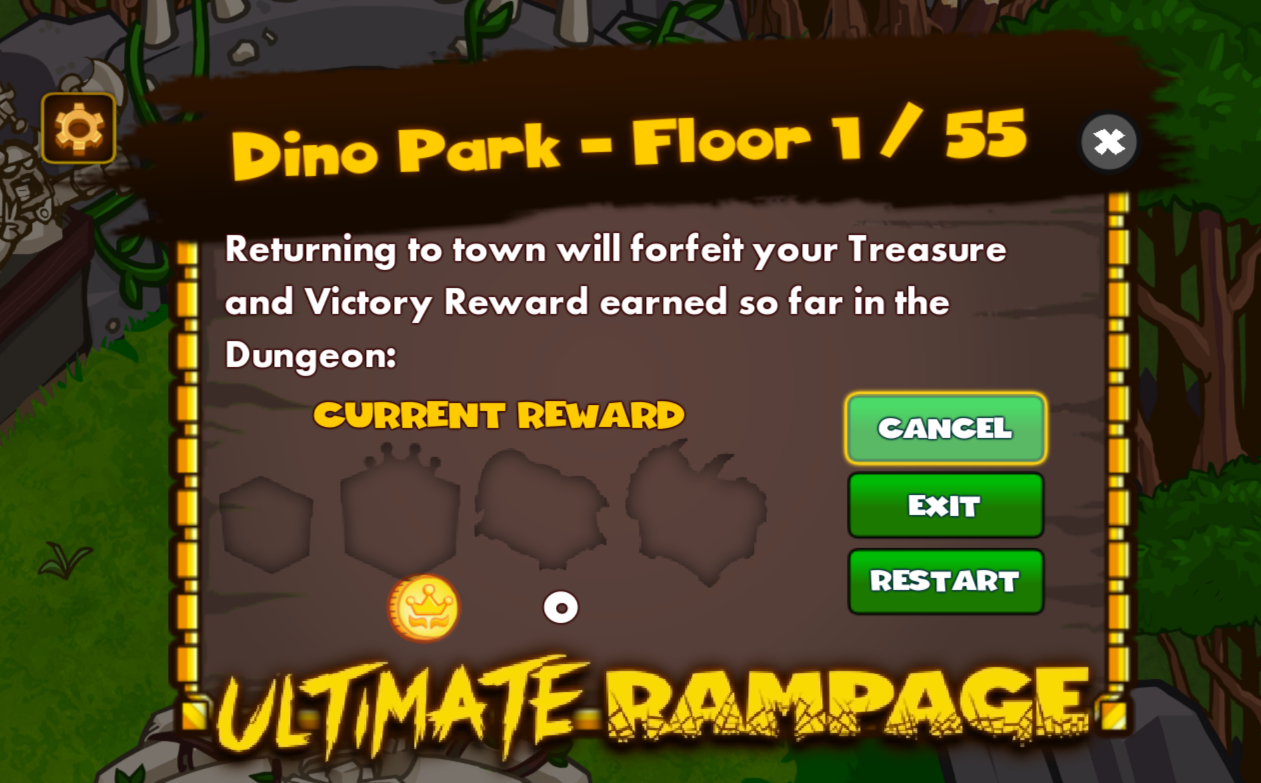 Dino Park - Floor 1 / 55
Returning to town will forfeit your Treasure
and Victory Reward earned so far in the
Dungeon:
CURRENT REWARD
CANCEL
EXIT
RESTART
0
ULTIMATE RAMPAGE